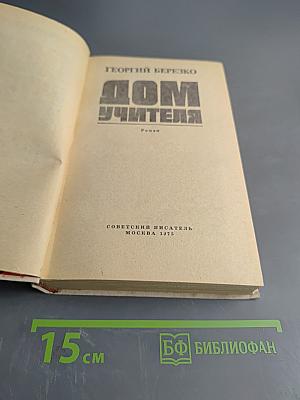 ГЕОРГИЙ БЕРЕЗКО
ДОМ
УЧИТЕЛЯ
Роман
СОВЕТСКИЙ ПИСАТЕЛЬ
МОСКВА 1975
15 см
БФ БИБЛИОФАН